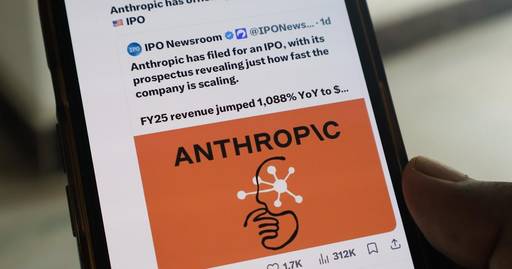 Anthropic has
IPO
IPO
IPO Newsroom @IPONews... · 1d
Anthropic has filed for an IPO, with its
prospectus revealing just how fast the
company is scaling.
FY25 revenue jumped 1,088% YoY to $...
ANTHROP\C
1.7K
312K